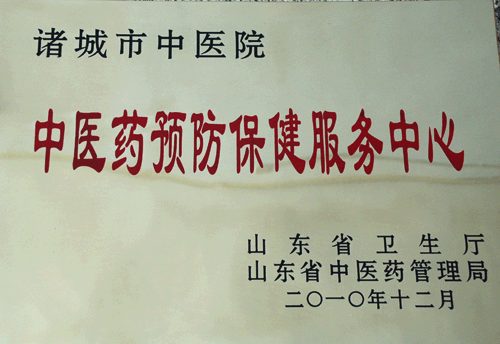 诸城市中医院
中医药预防保健服务中心
山东省卫生厅
山东省中医药管理局
二〇一〇年十二月